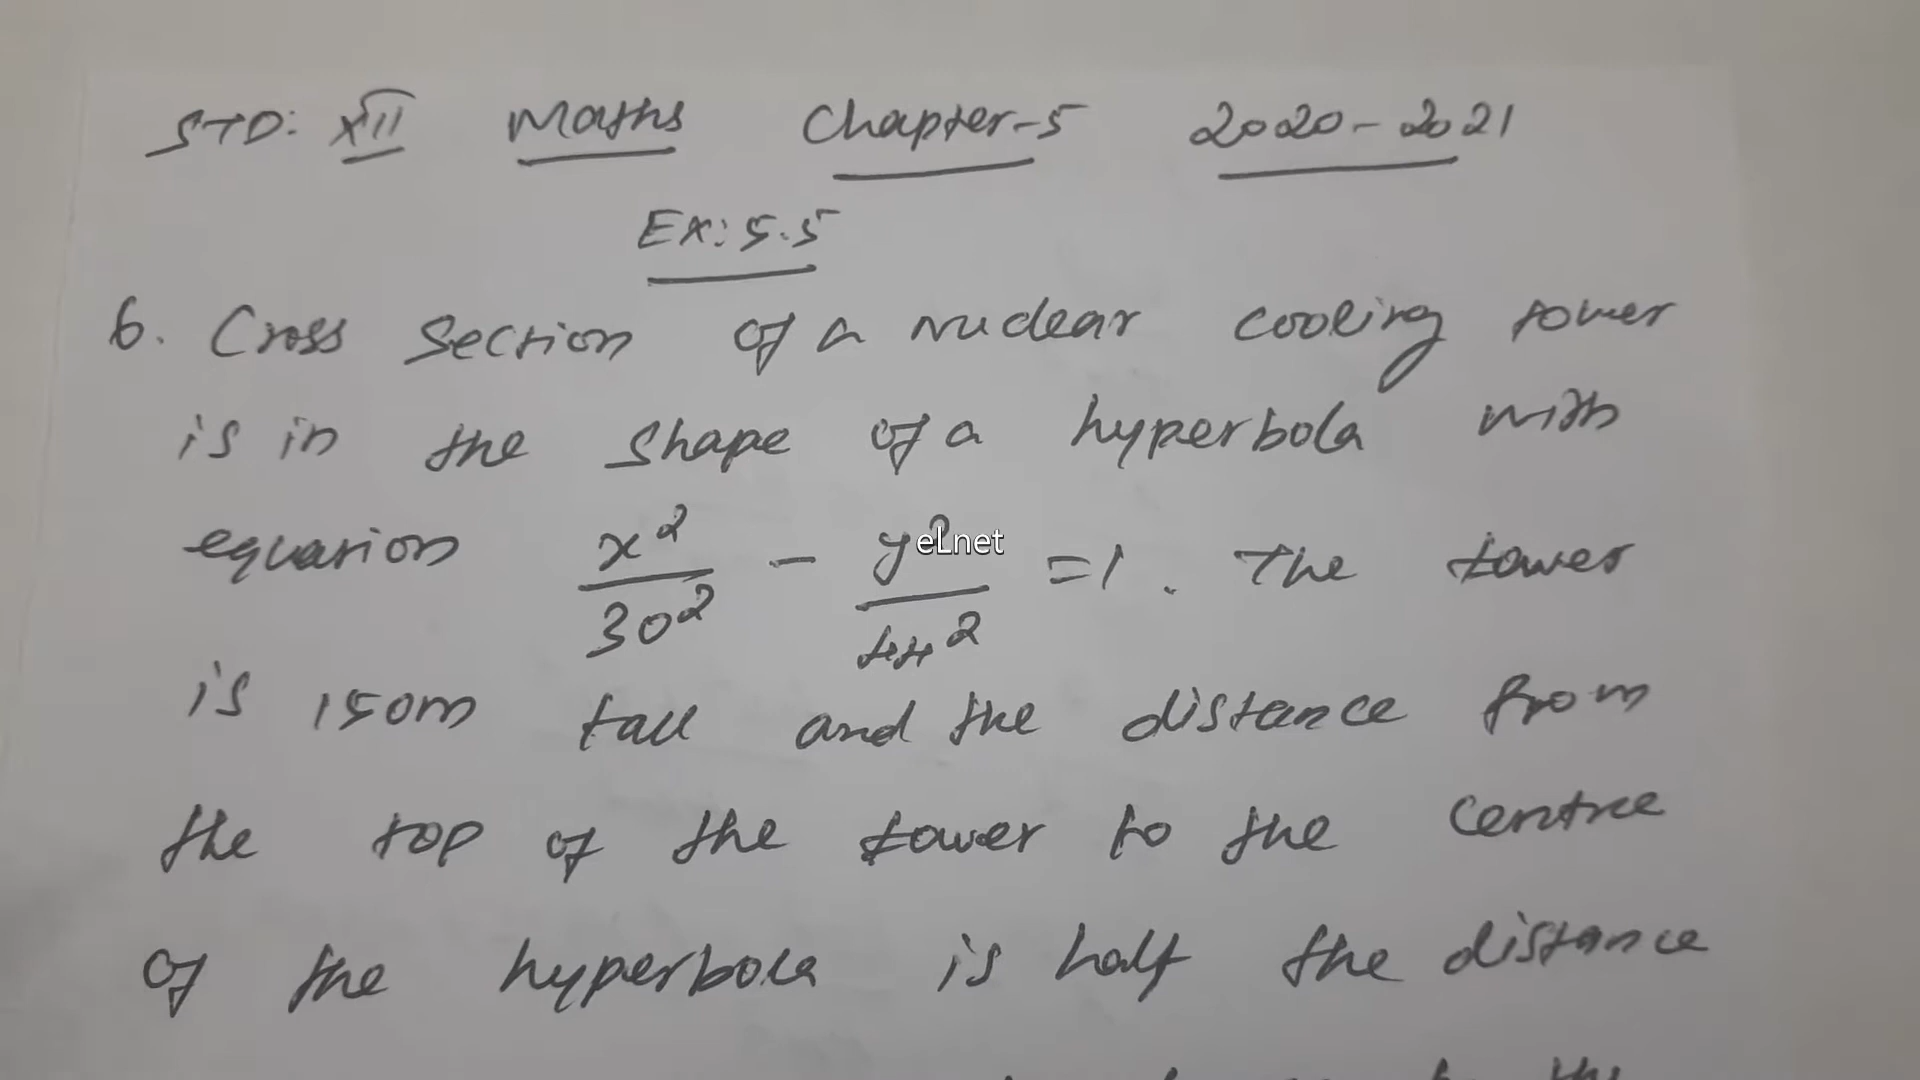 STD: XII Maths Chapter-5 2020-2021
Ex: 5.5
6. Cross Section of a nuclear cooling tower
is in the shape of a hyperbola with
equation x²/30² - y²/44² = 1. The tower
is 150m tall and the distance from
the top of the tower to the centre
of the hyperbola is half the distance
eLnet